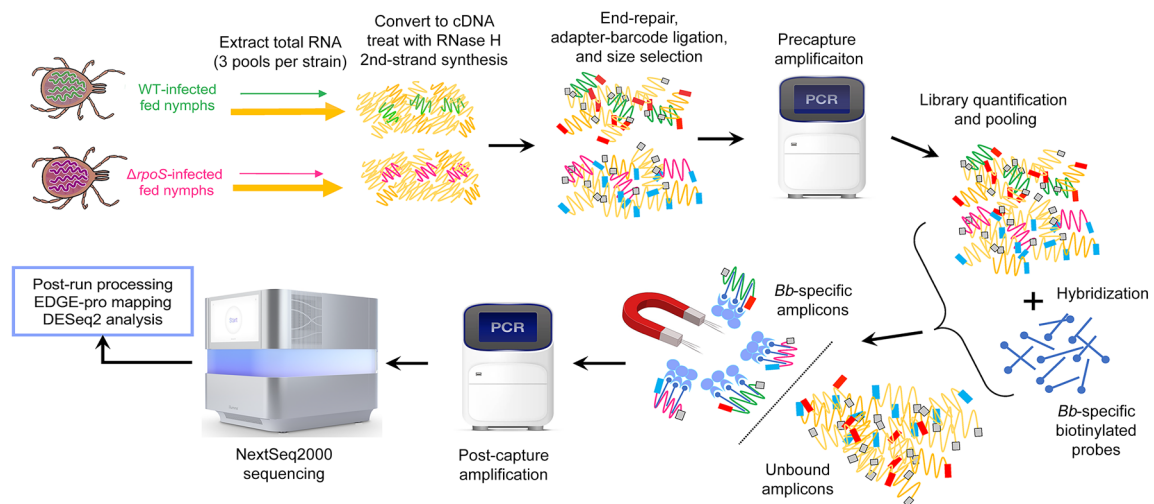 Extract total RNA
(3 pools per strain)
Convert to cDNA
treat with RNase H
2nd-strand synthesis
End-repair,
adapter-barcode ligation,
and size selection
Precapture
amplificaiton
WT-infected
fed nymphs
ΔrpoS-infected
fed nymphs
PCR
Library quantification
and pooling
+
Hybridization
Bb-specific
biotinylated
probes
Bb-specific
amplicons
Unbound
amplicons
PCR
Post-capture
amplification
NextSeq2000
sequencing
Post-run processing
EDGE-pro mapping
DESeq2 analysis